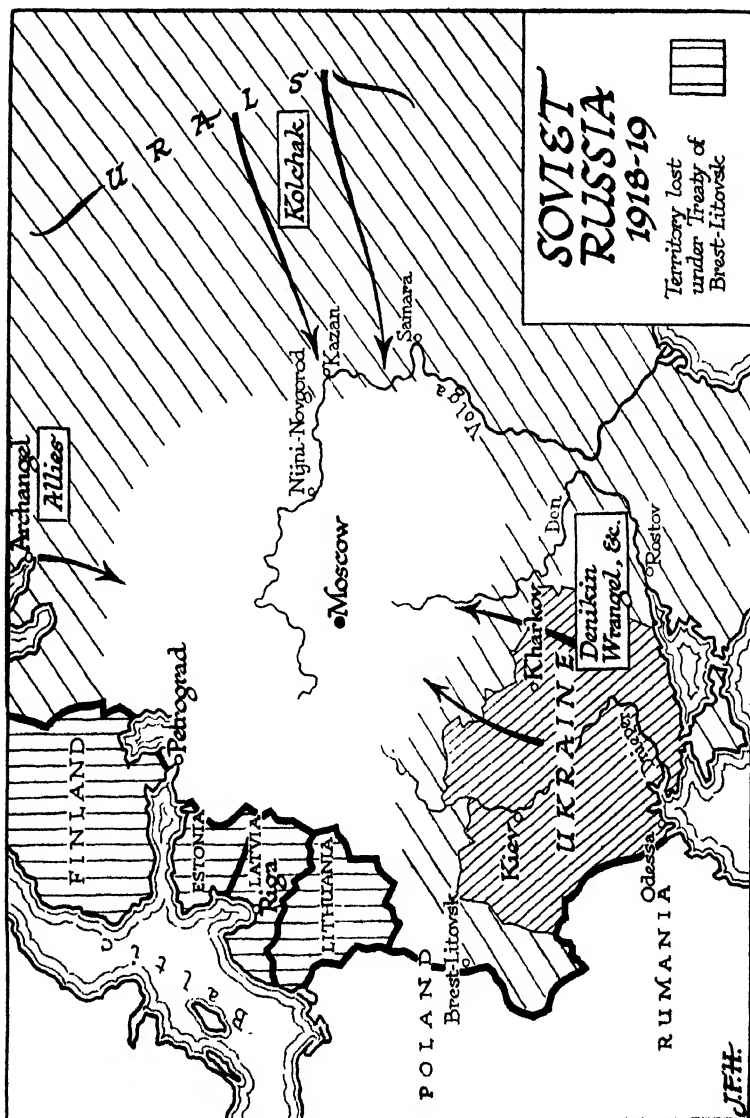 SOVIET
RUSSIA
1918-19
Territory lost
under Treaty of
Brest-Litovsk
URALS
Kolchak
Archangel
Allies
Nijni-Novgorod
Kazan
Samara
Volga
Moscow
Petrograd
FINLAND
ESTONIA
LATVIA
Riga
LITHUANIA
Baltic
POLAND
Brest-Litovsk
Kiev
UKRAINE
Kharkov
Don
Denikin
Wrangel, &c.
Rostov
Dnieper
Odessa
RUMANIA
J.F.H.